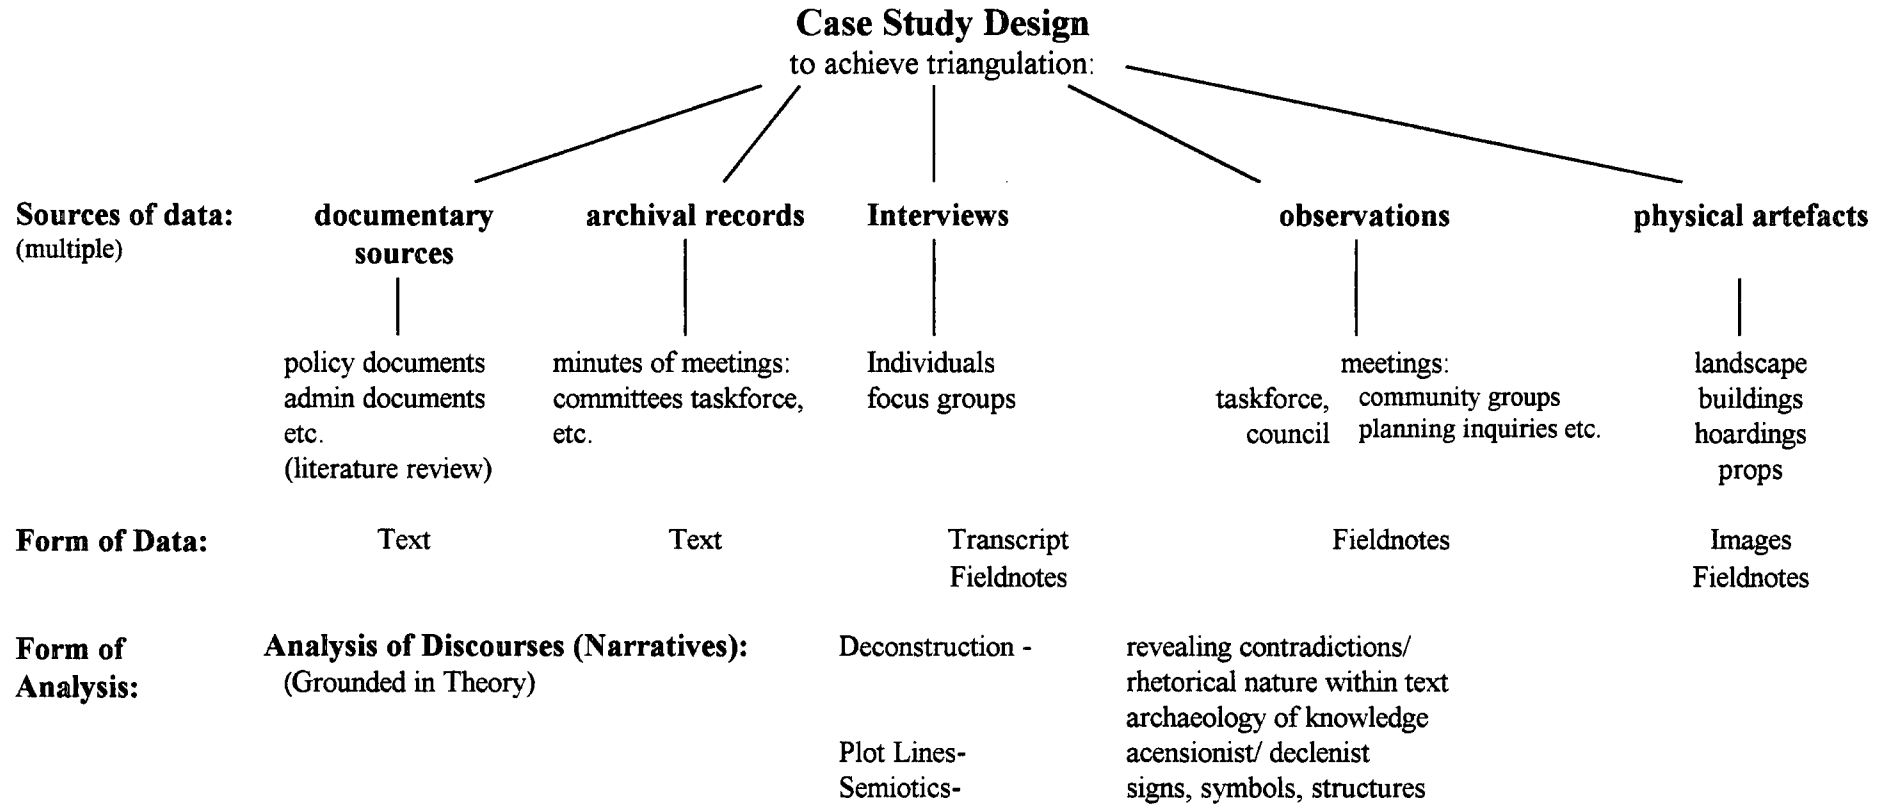 Case Study Design
to achieve triangulation:
Sources of data:
(multiple)
documentary
sources
archival records
Interviews
observations
physical artefacts
policy documents
admin documents
etc.
(literature review)
minutes of meetings:
committees taskforce,
etc.
Individuals
focus groups
meetings:
taskforce,
council
community groups
planning inquiries etc.
landscape
buildings
hoardings
props
Form of Data:
Text
Text
Transcript
Fieldnotes
Fieldnotes
Images
Fieldnotes
Form of
Analysis:
Analysis of Discourses (Narratives):
(Grounded in Theory)
Deconstruction -
revealing contradictions/
rhetorical nature within text
archaeology of knowledge
Plot Lines-
acensionist/ declenist
Semiotics-
signs, symbols, structures